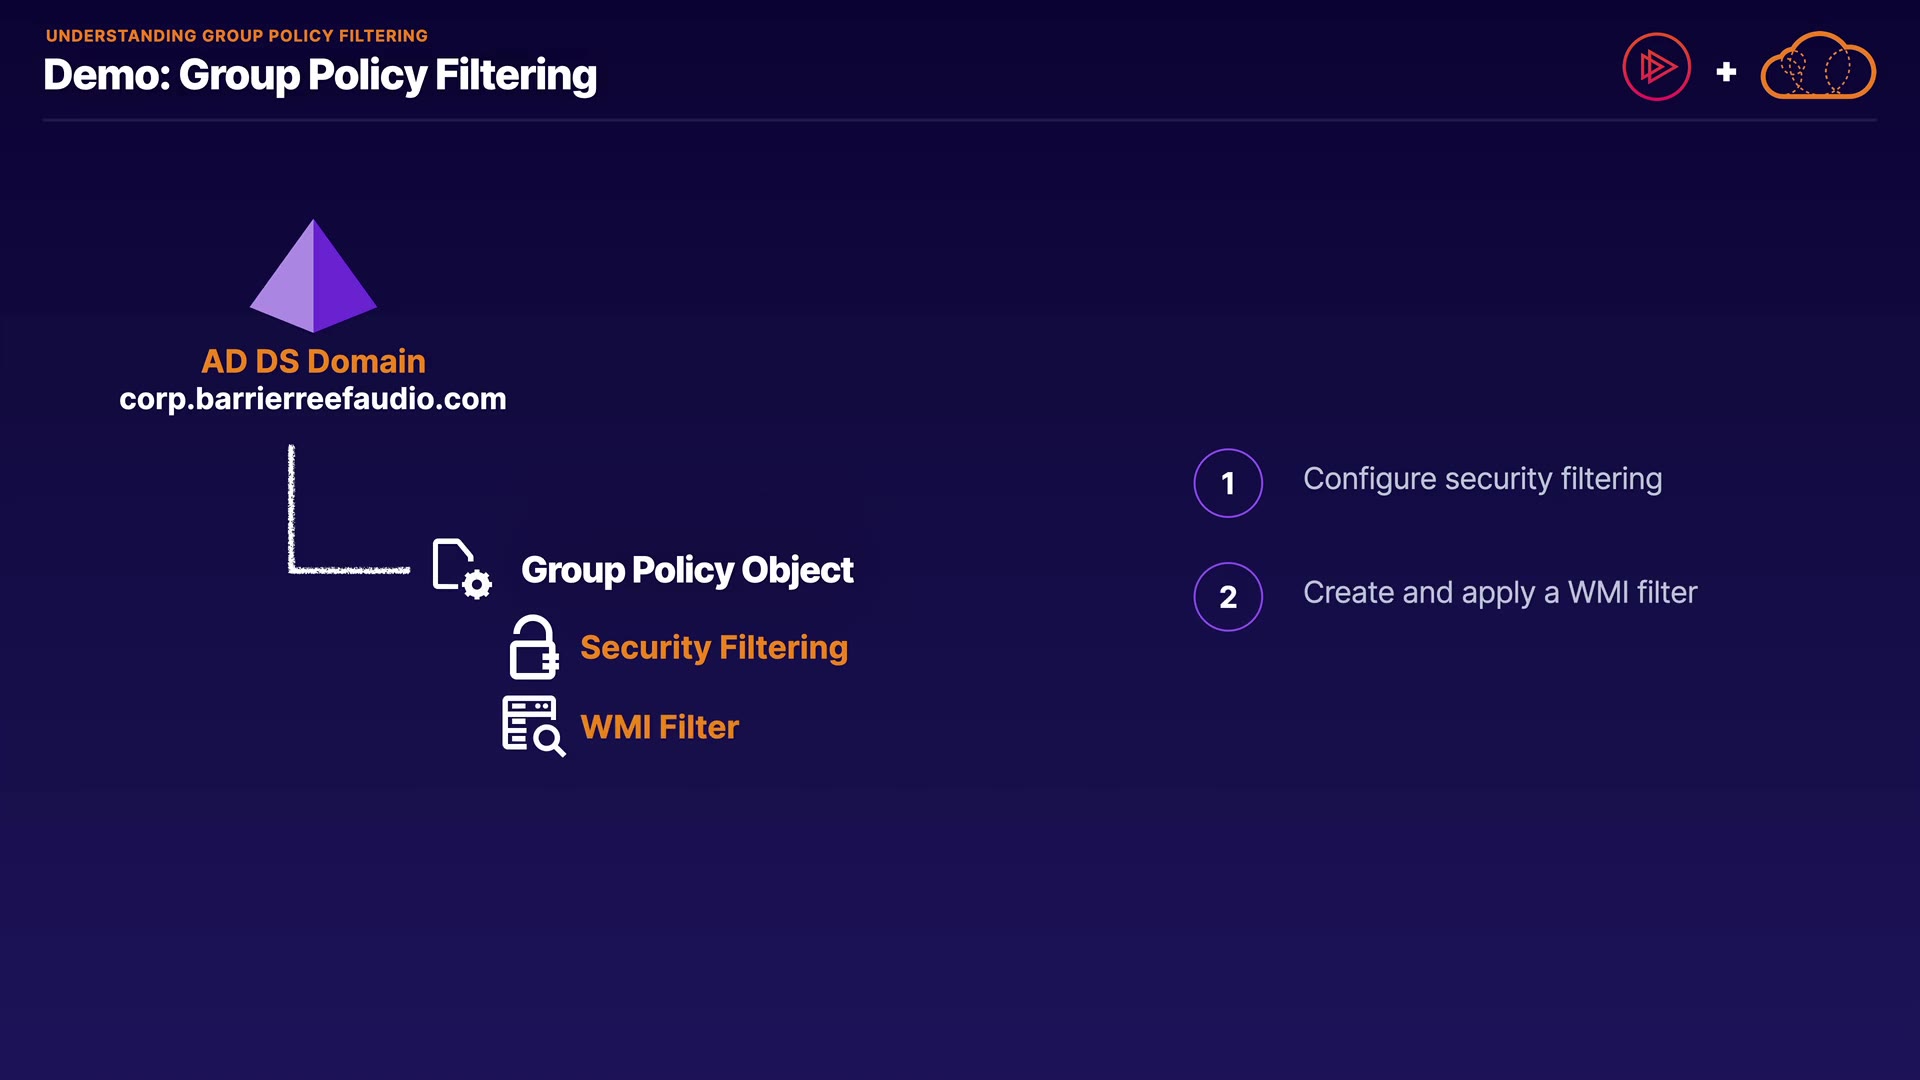 UNDERSTANDING GROUP POLICY FILTERING
Demo: Group Policy Filtering
+
AD DS Domain
corp.barrierreefaudio.com
Group Policy Object
Security Filtering
WMI Filter
1 Configure security filtering
2 Create and apply a WMI filter